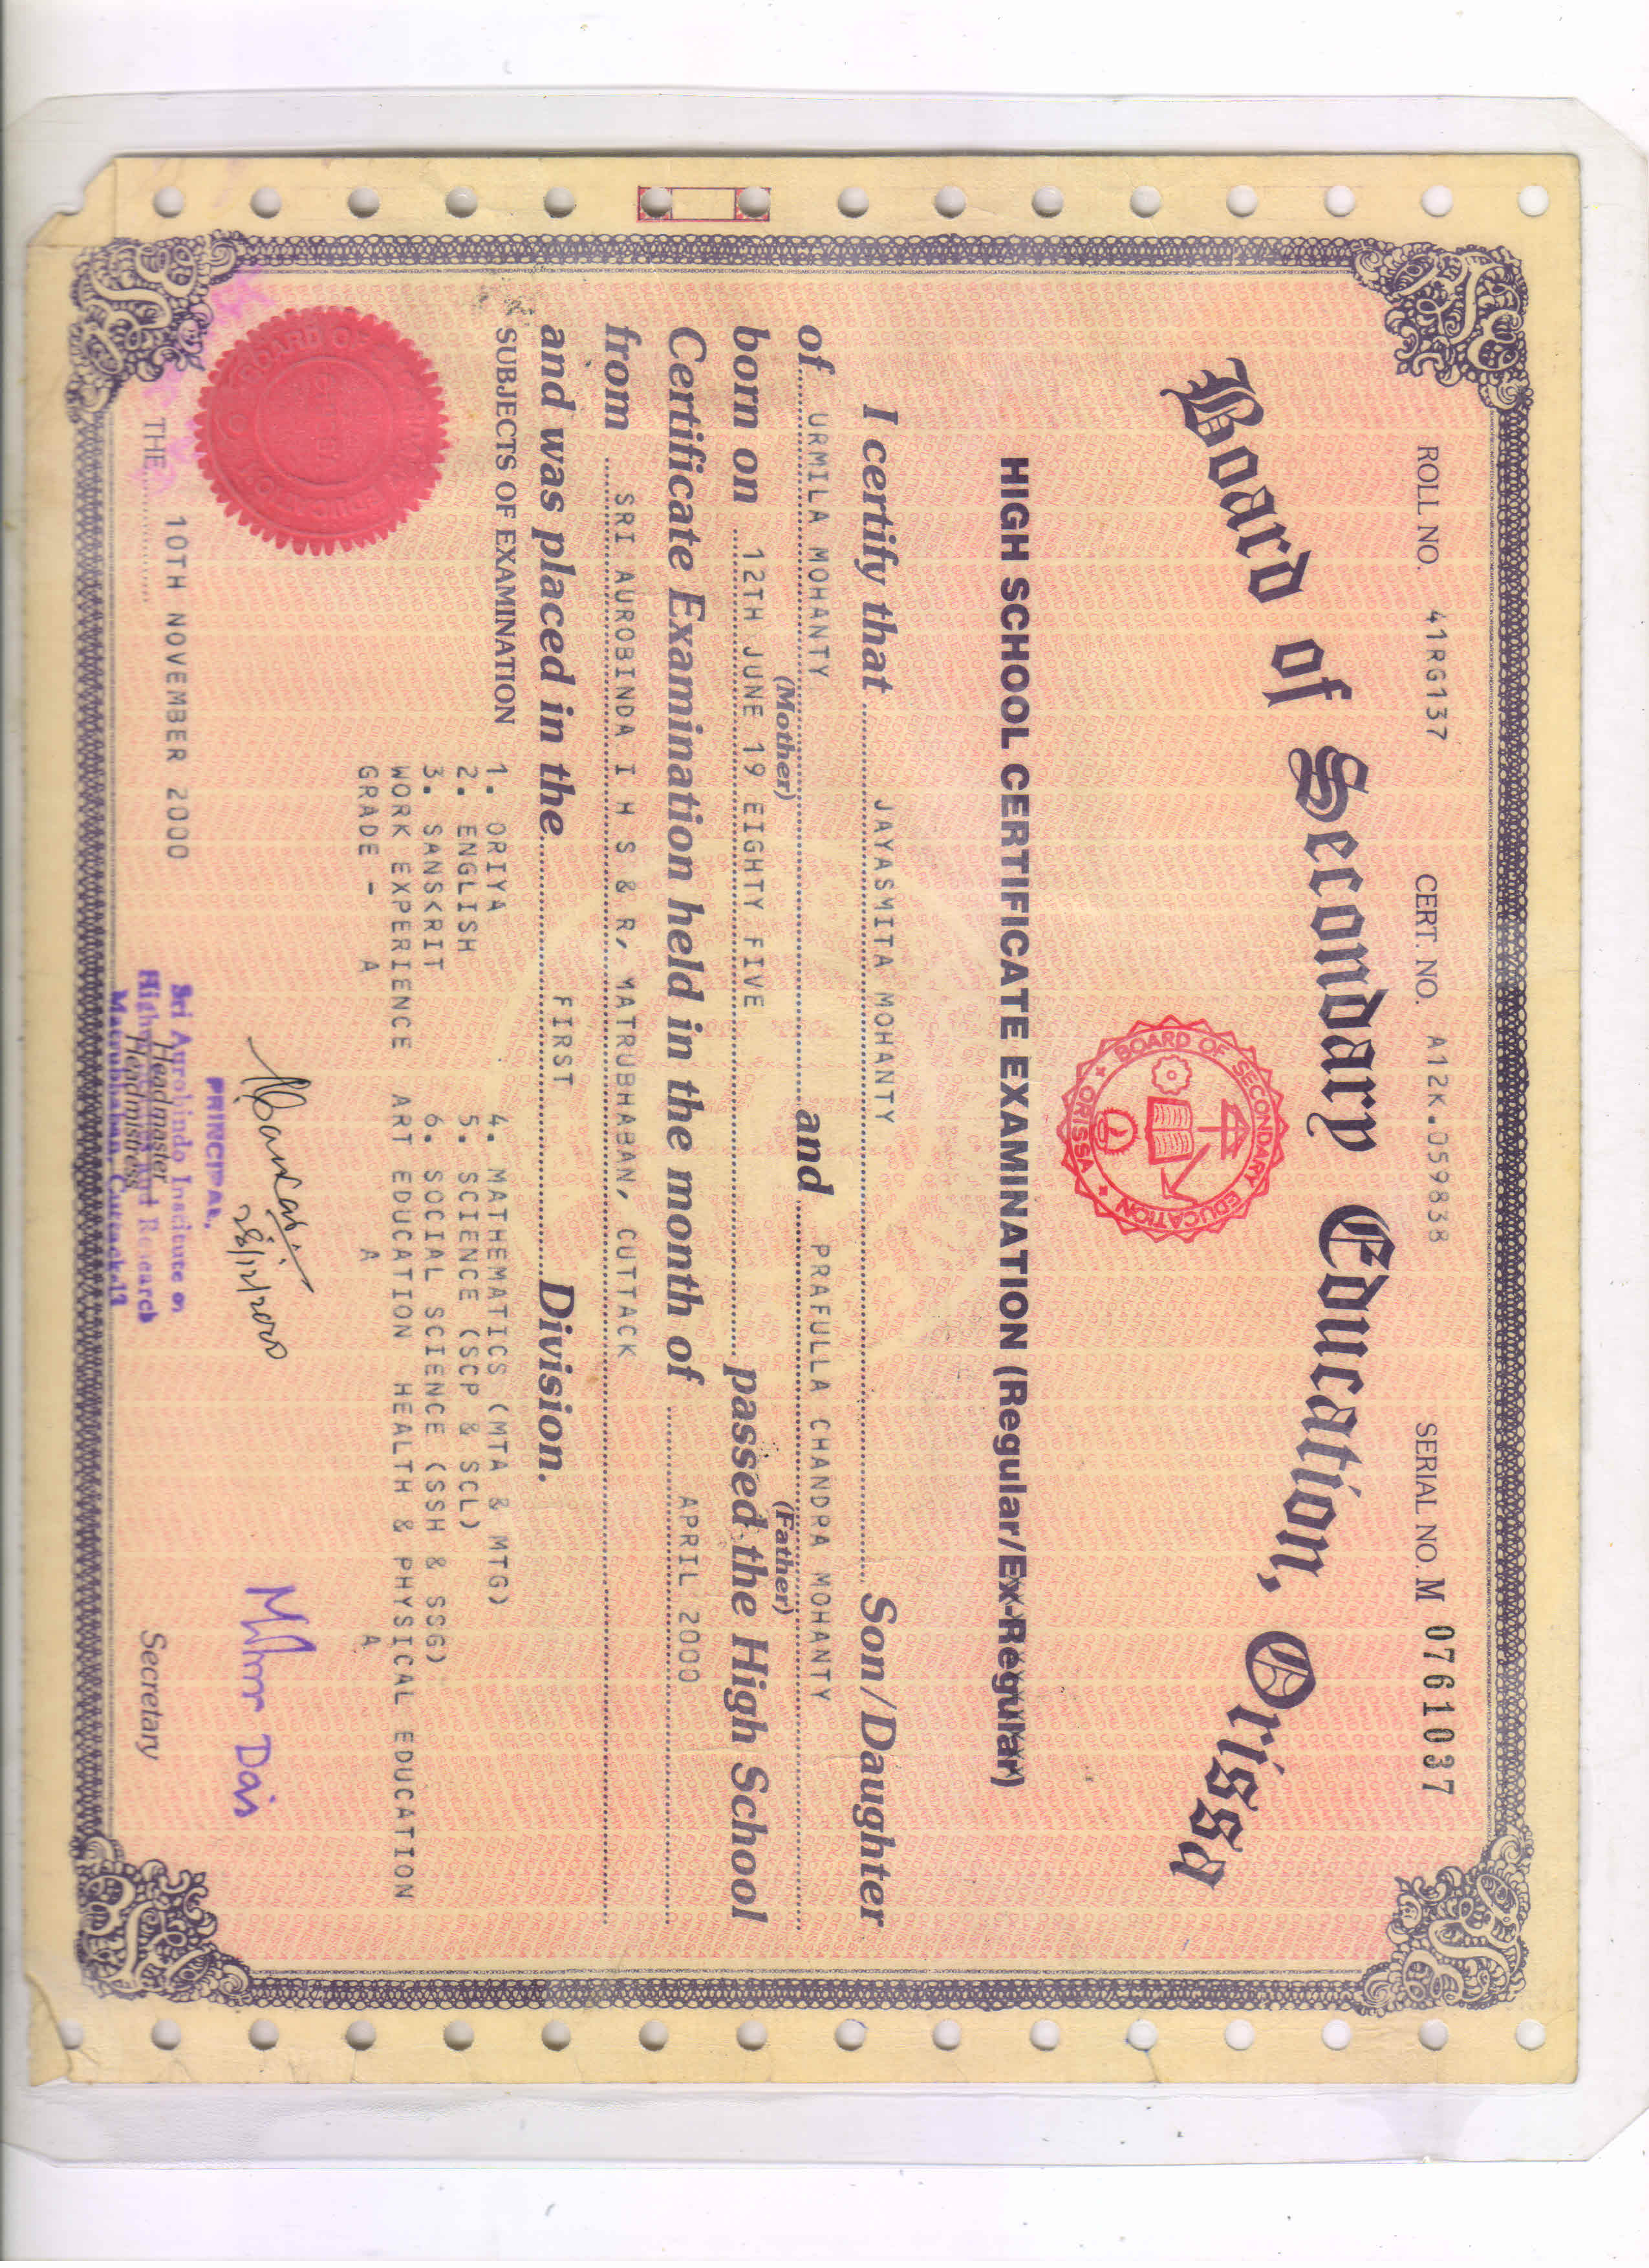 ROLL NO. 41RG137 CERT. NO. A12K.059838 SERIAL NO. M 0761037
Board of Secondary Education, Orissa
BOARD OF SECONDARY EDUCATION
ORISSA
HIGH SCHOOL CERTIFICATE EXAMINATION (Regular/Ex-Regular)
I certify that JAYASMITA MOHANTY Son/Daughter
of URMILA MOHANTY and PRAFULLA CHANDRA MOHANTY
(Mother) (Father)
born on 12TH JUNE 19 EIGHTY FIVE passed the High School
Certificate Examination held in the month of APRIL 2000
from SRI AUROBINDA I H S & R, MATRUBHABAN, CUTTACK
and was placed in the FIRST Division.
SUBJECTS OF EXAMINATION 1. ORIYA 4. MATHEMATICS (MTA & MTG)
2. ENGLISH 5. SCIENCE (SCP & SCL)
3. SANSKRIT 6. SOCIAL SCIENCE (SSH & SSG)
WORK EXPERIENCE ART EDUCATION HEALTH & PHYSICAL EDUCATION
GRADE - A A A
BOARD OF
28/12/2000
PRINCIPAL,
THE 10TH NOVEMBER 2000
Sri Aurobindo Institute of
Headmaster
Higher and Research
Headmistress
Matrubhaban, Cuttack-13
Secretary